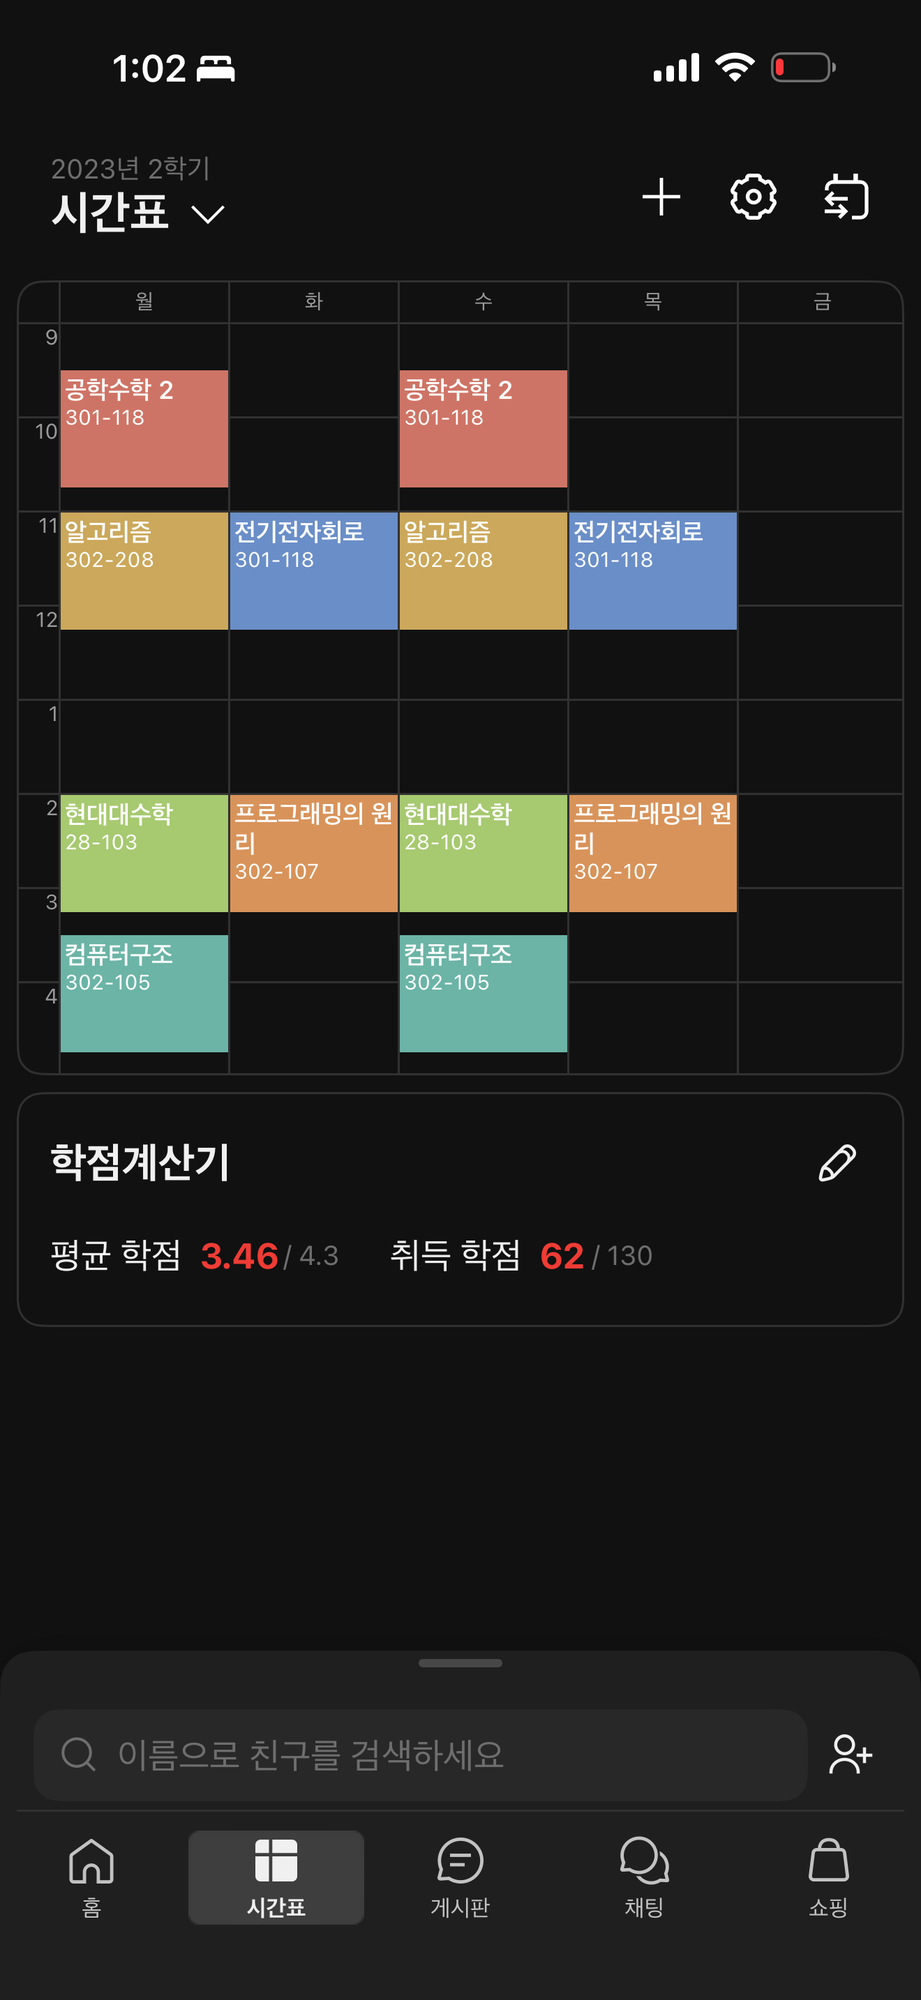 1:02
2023년 2학기
시간표
월 화 수 목 금
9
공학수학 2
301-118
공학수학 2
301-118
10
11
알고리즘
302-208
전기전자회로
301-118
알고리즘
302-208
전기전자회로
301-118
12
1
2
현대대수학
28-103
프로그래밍의 원
리
302-107
현대대수학
28-103
프로그래밍의 원
리
302-107
3
컴퓨터구조
302-105
컴퓨터구조
302-105
4
학점계산기
평균 학점 3.46 / 4.3 취득 학점 62 / 130
이름으로 친구를 검색하세요
홈 시간표 게시판 채팅 쇼핑